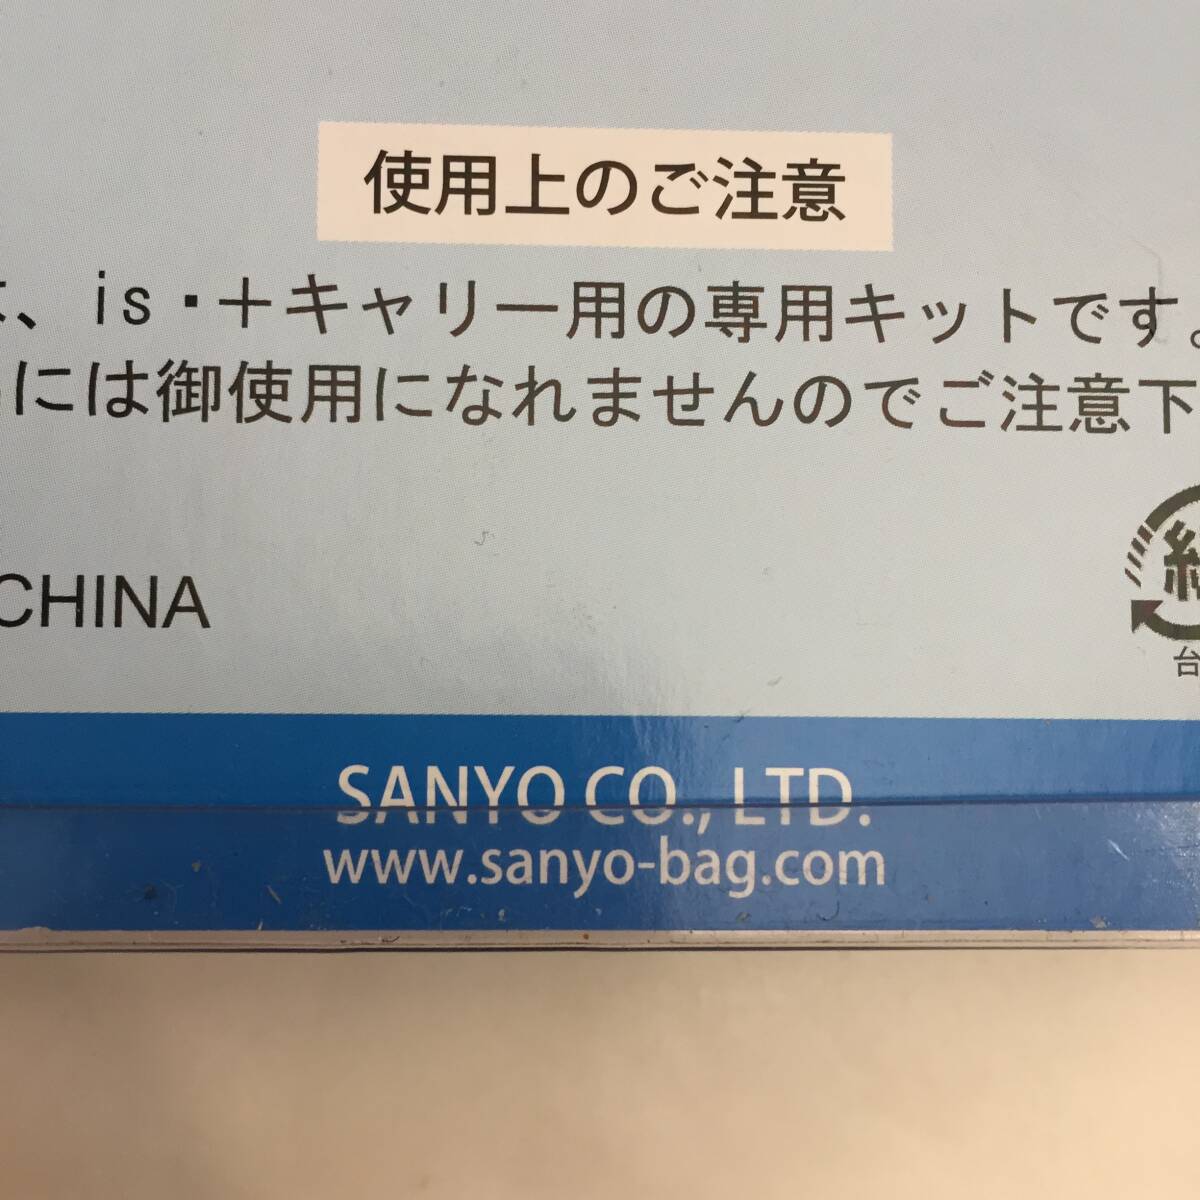 使用上のご注意
、is・＋キャリー用の専用キットです。
には御使用になれませんのでご注意下
CHINA
台
SANYO CO., LTD.
www.sanyo-bag.com